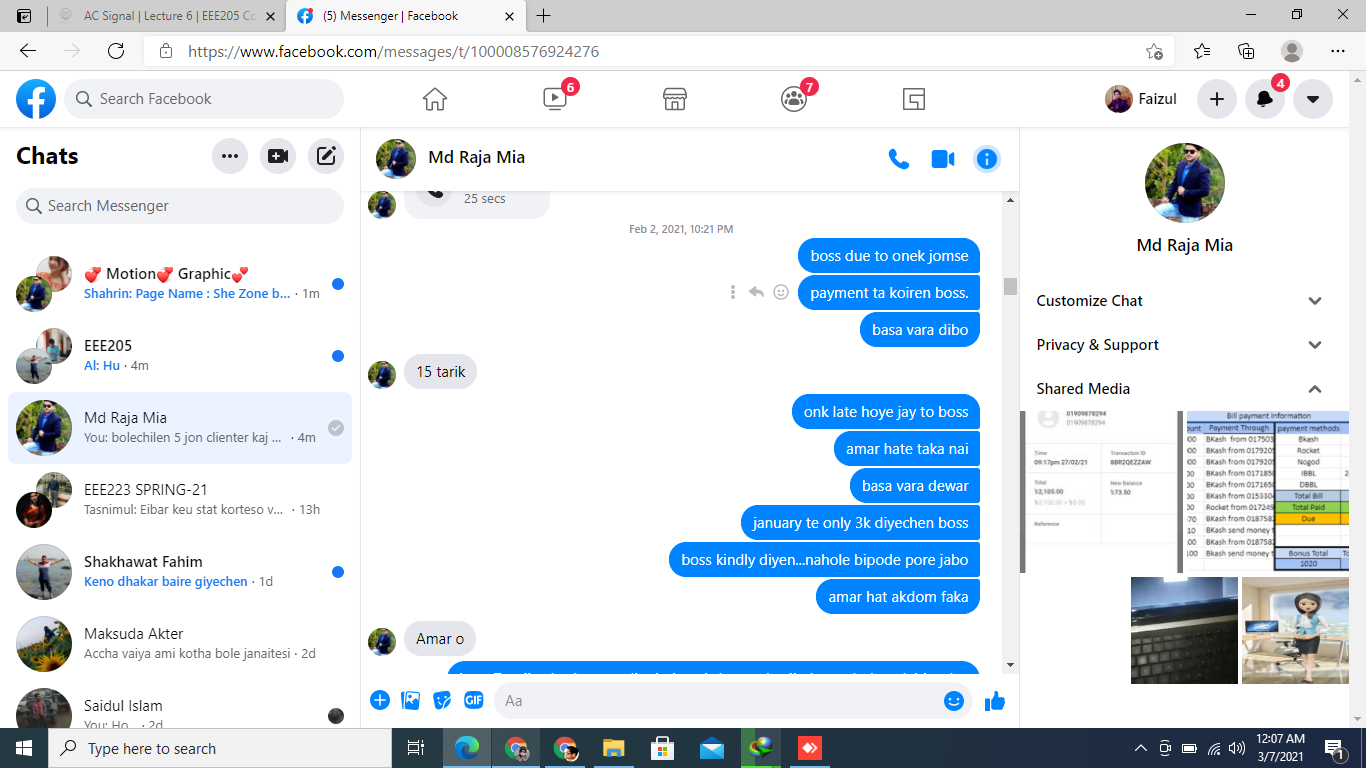 AC Signal | Lecture 6 | EEE205 Co
(5) Messenger | Facebook
https://www.facebook.com/messages/t/100008576924276
Search Facebook
6
7
Faizul
4
Chats
Search Messenger
💕 Motion💕 Graphic💕
Shahrin: Page Name : She Zone b... · 1m
EEE205
Al: Hu · 4m
Md Raja Mia
You: bolechilen 5 jon clienter kaj ... · 4m
EEE223 SPRING-21
Tasnimul: Eibar keu stat korteso v... · 13h
Shakhawat Fahim
Keno dhakar baire giyechen · 1d
Maksuda Akter
Accha vaiya ami kotha bole janaitesi · 2d
Saidul Islam
You: Ho... · 2d
Md Raja Mia
25 secs
Feb 2, 2021, 10:21 PM
boss due to onek jomse
payment ta koiren boss.
basa vara dibo
15 tarik
onk late hoye jay to boss
amar hate taka nai
basa vara dewar
january te only 3k diyechen boss
boss kindly diyen...nahole bipode pore jabo
amar hat akdom faka
Amar o
GIF
Aa
Md Raja Mia
Customize Chat
Privacy & Support
Shared Media
01909878294
01909878294
Time
Transaction ID
09:17pm 27/02/21
8BR2QEZZAW
Total
New Balance
৳2,105.00
৳73.50
৳2,100.00 + ৳5.00
Reference
Bill payment Information
ount Payment Through payment methods
000 BKash from 017503 Bkash
000 BKash from 017920 Rocket
000 BKash from 017920 Nogod
000 BKash from 017185 IBBL
000 BKash from 017165 DBBL
000 BKash from 015330 Total Bill
000 Rocket from 017249 Total Paid
070 BKash from 018758 Due
010 BKash send money t
000 BKash from 018758
100 Bkash send money t Bonus Total
1020
Type here to search
12:07 AM
3/7/2021
1